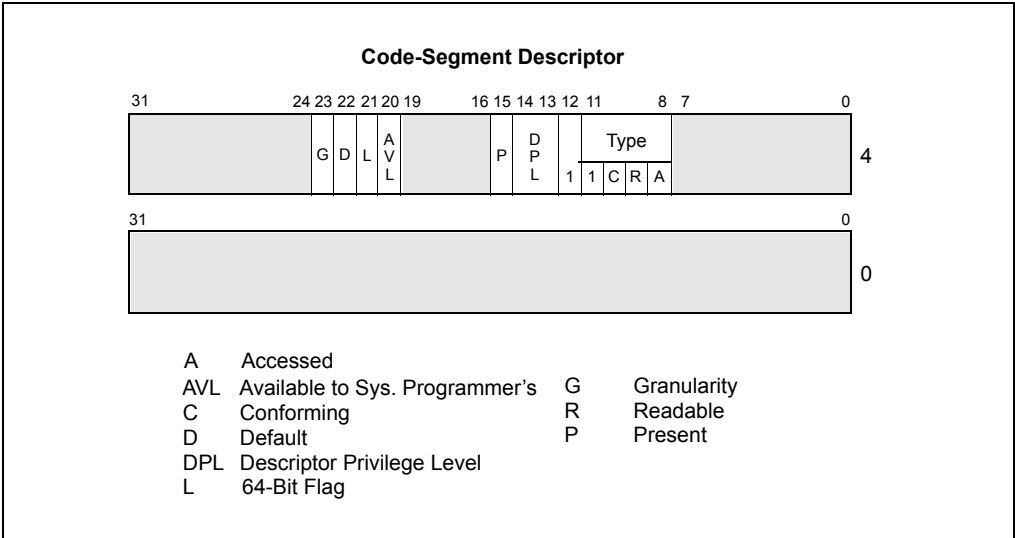 Code-Segment Descriptor
31 24 23 22 21 20 19 16 15 14 13 12 11 8 7 0
G D L AVL P DPL 1 Type 4
1 C R A
31 0
0
A Accessed
AVL Available to Sys. Programmer's
C Conforming
D Default
DPL Descriptor Privilege Level
L 64-Bit Flag
G Granularity
R Readable
P Present